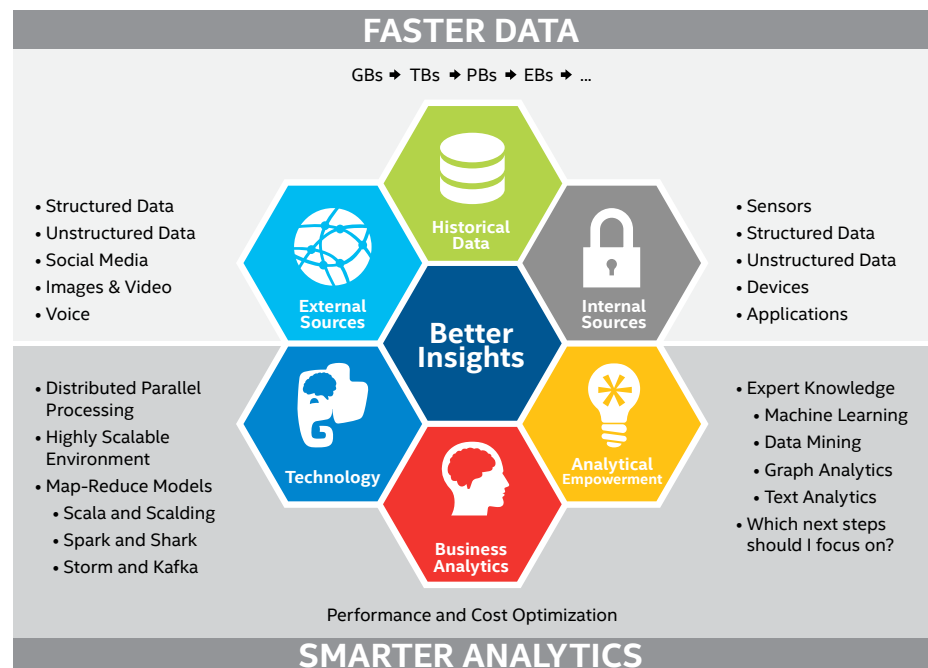 FASTER DATA
GBs → TBs → PBs → EBs → ...
• Structured Data
• Unstructured Data
• Social Media
• Images & Video
• Voice
Historical
Data
External
Sources
Internal
Sources
• Sensors
• Structured Data
• Unstructured Data
• Devices
• Applications
Better
Insights
• Distributed Parallel
Processing
• Highly Scalable
Environment
• Map-Reduce Models
• Scala and Scalding
• Spark and Shark
• Storm and Kafka
Technology
Business
Analytics
Analytical
Empowerment
• Expert Knowledge
• Machine Learning
• Data Mining
• Graph Analytics
• Text Analytics
• Which next steps
should I focus on?
Performance and Cost Optimization
SMARTER ANALYTICS